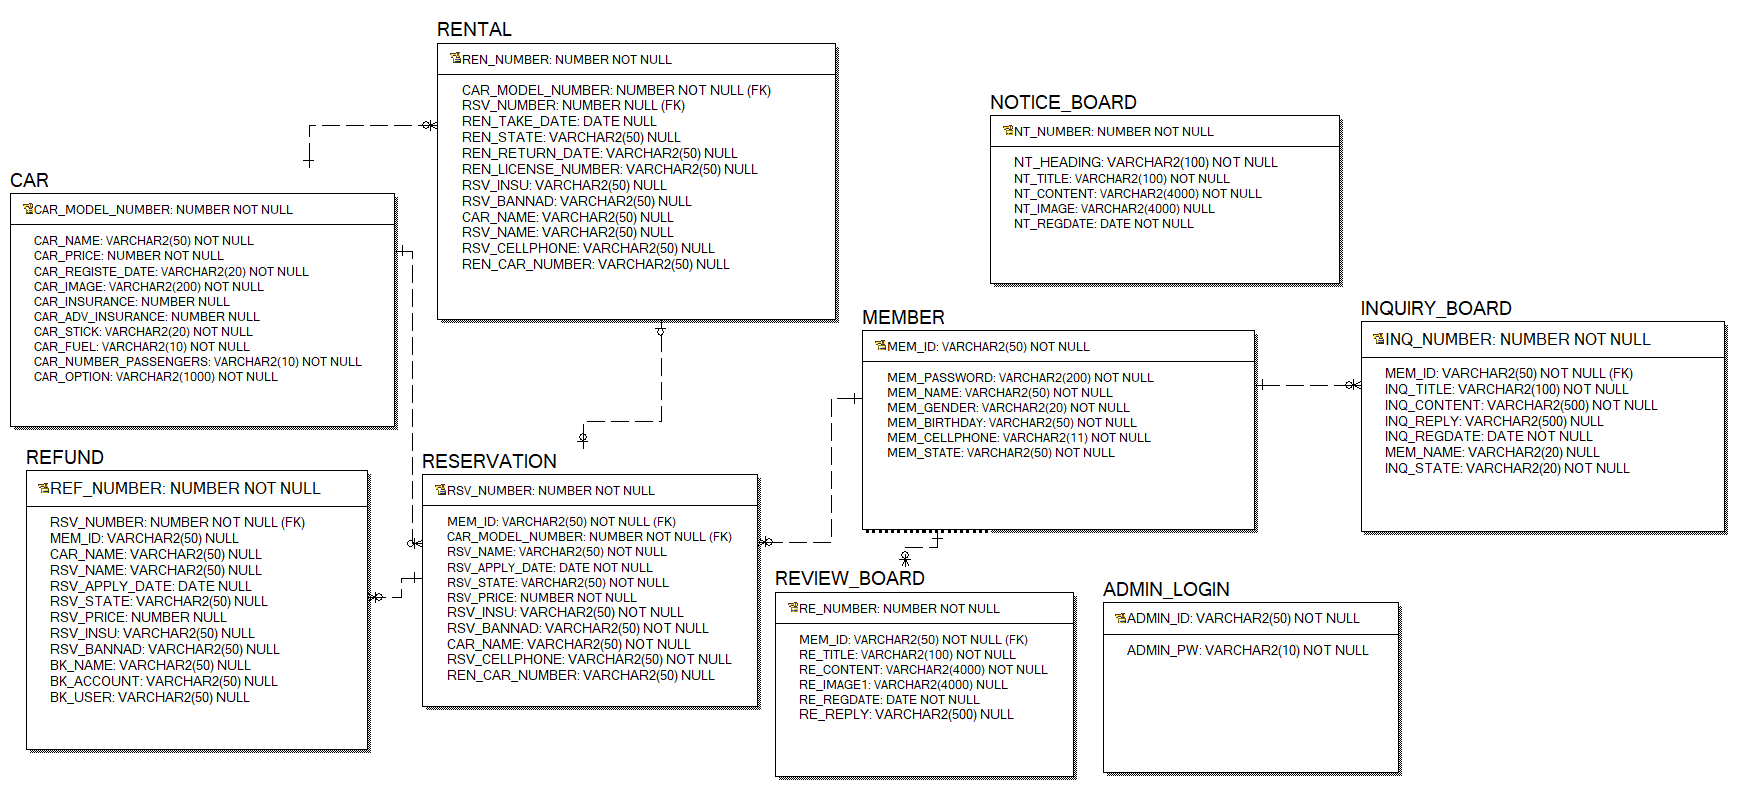 RENTAL
REN_NUMBER: NUMBER NOT NULL
CAR_MODEL_NUMBER: NUMBER NOT NULL (FK)
RSV_NUMBER: NUMBER NULL (FK)
REN_TAKE_DATE: DATE NULL
REN_STATE: VARCHAR2(50) NULL
REN_RETURN_DATE: VARCHAR2(50) NULL
REN_LICENSE_NUMBER: VARCHAR2(50) NULL
RSV_INSU: VARCHAR2(50) NULL
RSV_BANNAD: VARCHAR2(50) NULL
CAR_NAME: VARCHAR2(50) NULL
RSV_NAME: VARCHAR2(50) NULL
RSV_CELLPHONE: VARCHAR2(50) NULL
REN_CAR_NUMBER: VARCHAR2(50) NULL
NOTICE_BOARD
NT_NUMBER: NUMBER NOT NULL
NT_HEADING: VARCHAR2(100) NOT NULL
NT_TITLE: VARCHAR2(100) NOT NULL
NT_CONTENT: VARCHAR2(4000) NOT NULL
NT_IMAGE: VARCHAR2(4000) NULL
NT_REGDATE: DATE NOT NULL
CAR
CAR_MODEL_NUMBER: NUMBER NOT NULL
CAR_NAME: VARCHAR2(50) NOT NULL
CAR_PRICE: NUMBER NOT NULL
CAR_REGISTE_DATE: VARCHAR2(20) NOT NULL
CAR_IMAGE: VARCHAR2(200) NOT NULL
CAR_INSURANCE: NUMBER NULL
CAR_ADV_INSURANCE: NUMBER NULL
CAR_STICK: VARCHAR2(20) NOT NULL
CAR_FUEL: VARCHAR2(10) NOT NULL
CAR_NUMBER_PASSENGERS: VARCHAR2(10) NOT NULL
CAR_OPTION: VARCHAR2(1000) NOT NULL
MEMBER
MEM_ID: VARCHAR2(50) NOT NULL
MEM_PASSWORD: VARCHAR2(200) NOT NULL
MEM_NAME: VARCHAR2(50) NOT NULL
MEM_GENDER: VARCHAR2(20) NOT NULL
MEM_BIRTHDAY: VARCHAR2(50) NOT NULL
MEM_CELLPHONE: VARCHAR2(11) NOT NULL
MEM_STATE: VARCHAR2(50) NOT NULL
INQUIRY_BOARD
INQ_NUMBER: NUMBER NOT NULL
MEM_ID: VARCHAR2(50) NOT NULL (FK)
INQ_TITLE: VARCHAR2(100) NOT NULL
INQ_CONTENT: VARCHAR2(500) NOT NULL
INQ_REPLY: VARCHAR2(500) NULL
INQ_REGDATE: DATE NOT NULL
MEM_NAME: VARCHAR2(20) NULL
INQ_STATE: VARCHAR2(20) NOT NULL
REFUND
REF_NUMBER: NUMBER NOT NULL
RSV_NUMBER: NUMBER NOT NULL (FK)
MEM_ID: VARCHAR2(50) NULL
CAR_NAME: VARCHAR2(50) NULL
RSV_NAME: VARCHAR2(50) NULL
RSV_APPLY_DATE: DATE NULL
RSV_STATE: VARCHAR2(50) NULL
RSV_PRICE: NUMBER NULL
RSV_INSU: VARCHAR2(50) NULL
RSV_BANNAD: VARCHAR2(50) NULL
BK_NAME: VARCHAR2(50) NULL
BK_ACCOUNT: VARCHAR2(50) NULL
BK_USER: VARCHAR2(50) NULL
RESERVATION
RSV_NUMBER: NUMBER NOT NULL
MEM_ID: VARCHAR2(50) NOT NULL (FK)
CAR_MODEL_NUMBER: NUMBER NOT NULL (FK)
RSV_NAME: VARCHAR2(50) NOT NULL
RSV_APPLY_DATE: DATE NOT NULL
RSV_STATE: VARCHAR2(50) NOT NULL
RSV_PRICE: NUMBER NOT NULL
RSV_INSU: VARCHAR2(50) NOT NULL
RSV_BANNAD: VARCHAR2(50) NOT NULL
CAR_NAME: VARCHAR2(50) NOT NULL
RSV_CELLPHONE: VARCHAR2(50) NOT NULL
REN_CAR_NUMBER: VARCHAR2(50) NULL
REVIEW_BOARD
RE_NUMBER: NUMBER NOT NULL
MEM_ID: VARCHAR2(50) NOT NULL (FK)
RE_TITLE: VARCHAR2(100) NOT NULL
RE_CONTENT: VARCHAR2(4000) NOT NULL
RE_IMAGE1: VARCHAR2(4000) NULL
RE_REGDATE: DATE NOT NULL
RE_REPLY: VARCHAR2(500) NULL
ADMIN_LOGIN
ADMIN_ID: VARCHAR2(50) NOT NULL
ADMIN_PW: VARCHAR2(10) NOT NULL